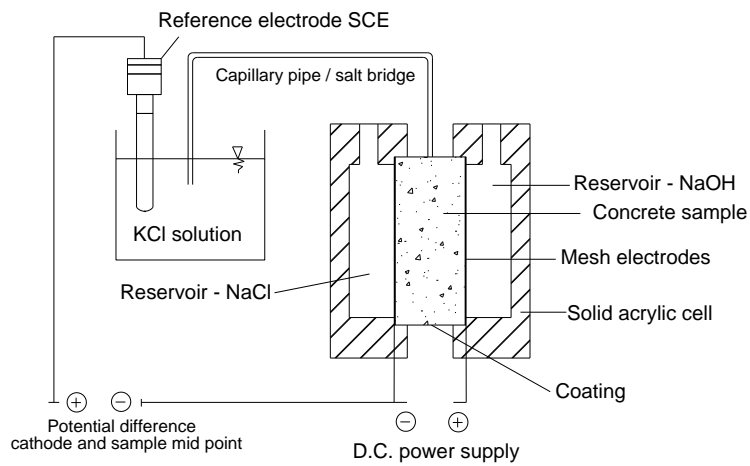 Reference electrode SCE
Capillary pipe / salt bridge
Reservoir - NaOH
Concrete sample
KCl solution
Mesh electrodes
Reservoir - NaCl
Solid acrylic cell
Coating
+ -
- +
Potential difference
cathode and sample mid point
D.C. power supply